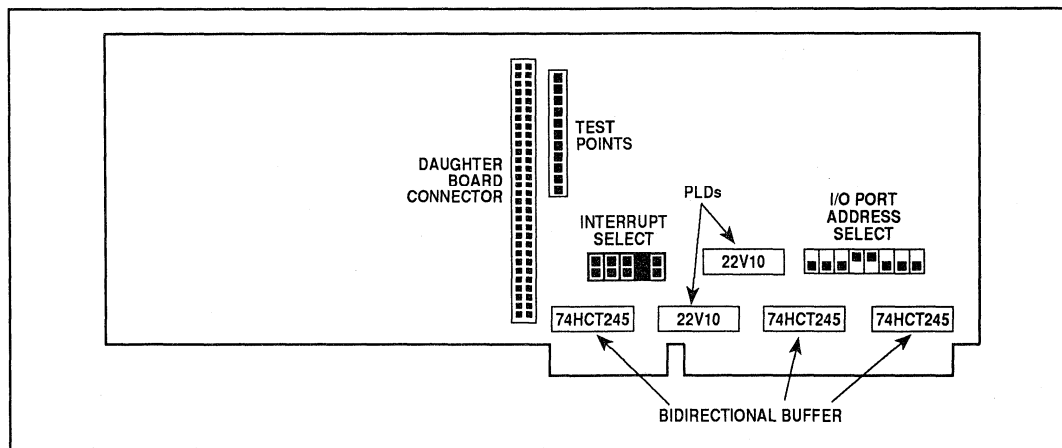 TEST
POINTS
DAUGHTER
BOARD
CONNECTOR
PLDs
I/O PORT
ADDRESS
SELECT
INTERRUPT
SELECT
22V10
74HCT245
22V10
74HCT245
74HCT245
BIDIRECTIONAL BUFFER